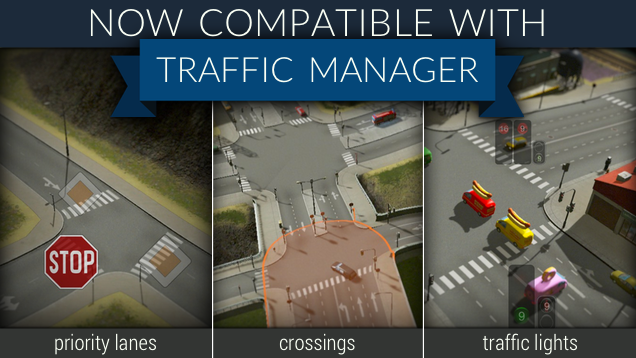 NOW COMPATIBLE WITH
TRAFFIC MANAGER
STOP
priority lanes
crossings
traffic lights